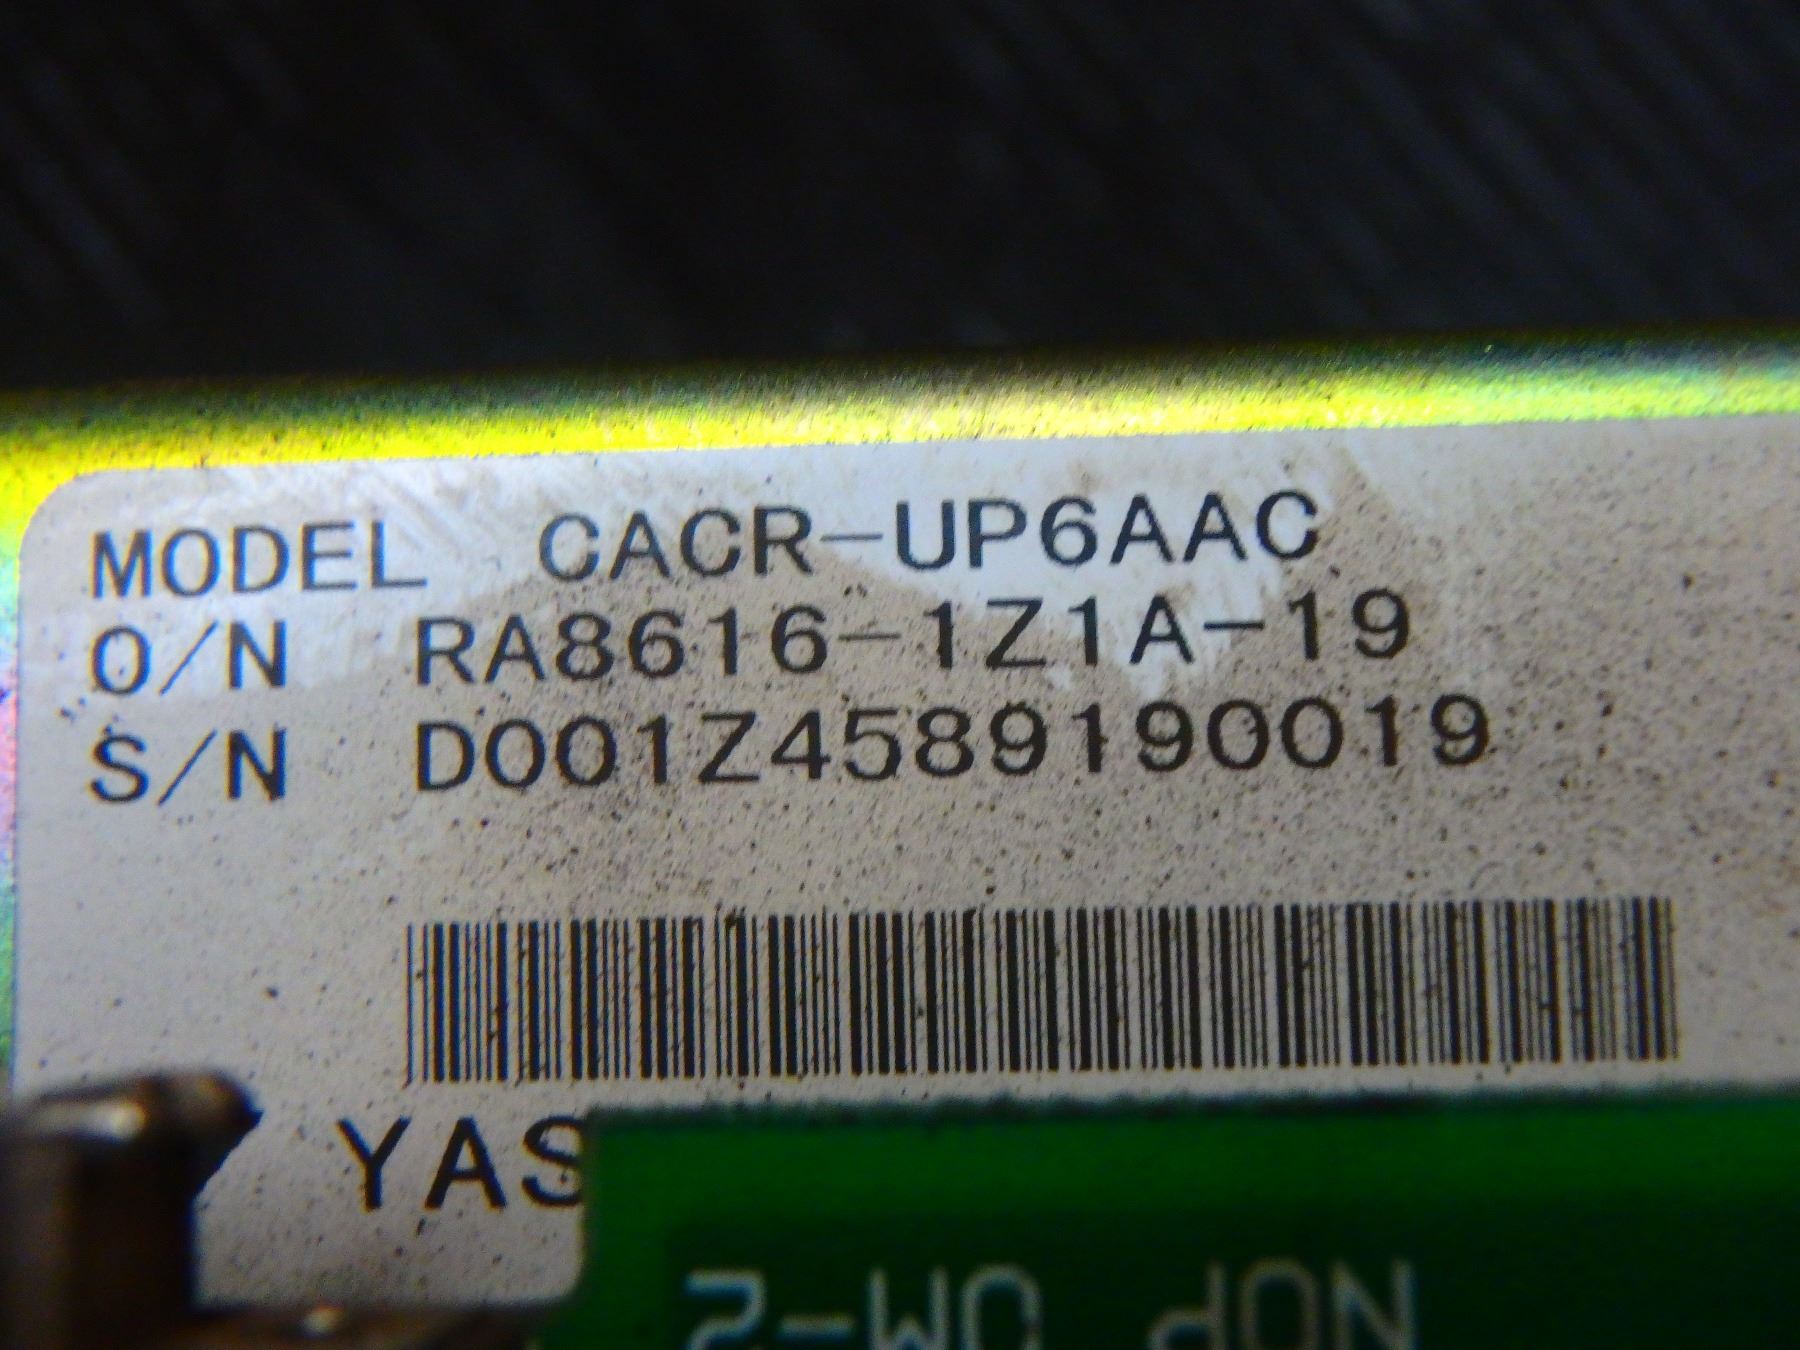 MODEL CACR-UP6AAC
O/N RA8616-1Z1A-19
S/N D001Z4589190019
YAS